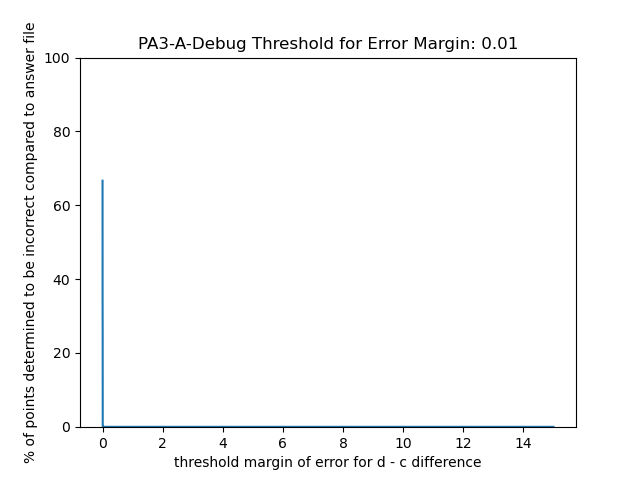 PA3-A-Debug Threshold for Error Margin: 0.01
% of points determined to be incorrect compared to answer file
100
80
60
40
20
0
0 2 4 6 8 10 12 14
threshold margin of error for d - c difference